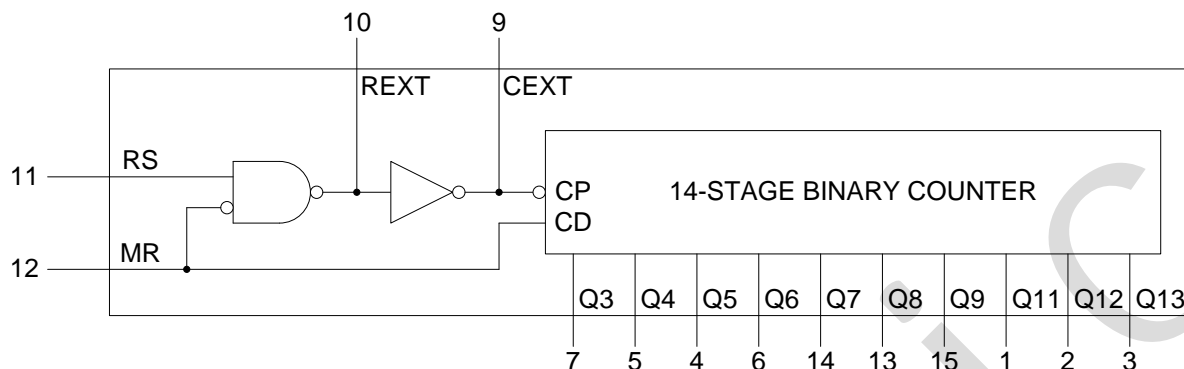 10 9
REXT CEXT
11 RS
CP 14-STAGE BINARY COUNTER
CD
12 MR
Q3 Q4 Q5 Q6 Q7 Q8 Q9 Q11 Q12 Q13
7 5 4 6 14 13 15 1 2 3